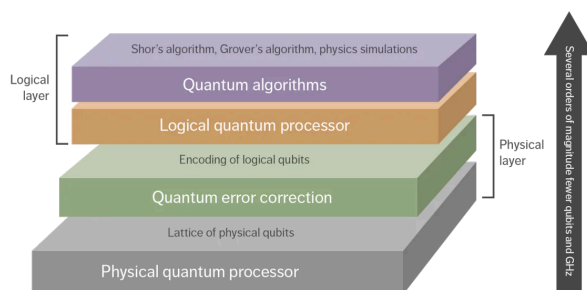 Shor's algorithm, Grover's algorithm, physics simulations
Logical
layer
Quantum algorithms
Logical quantum processor
Encoding of logical qubits
Physical
layer
Quantum error correction
Lattice of physical qubits
Physical quantum processor
Several orders of magnitude fewer qubits and GHz